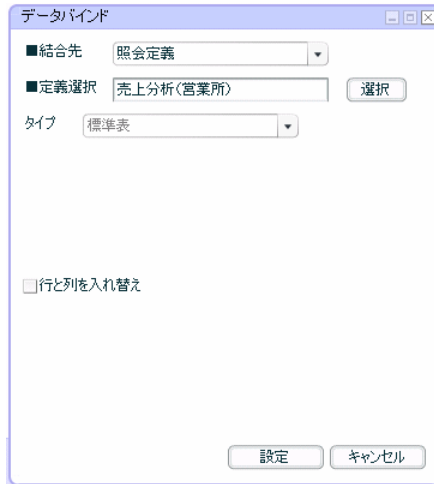 データバインド
■結合先 照会定義
■定義選択 売上分析(営業所) 選択
タイプ 標準表
行と列を入れ替え
設定 キャンセル